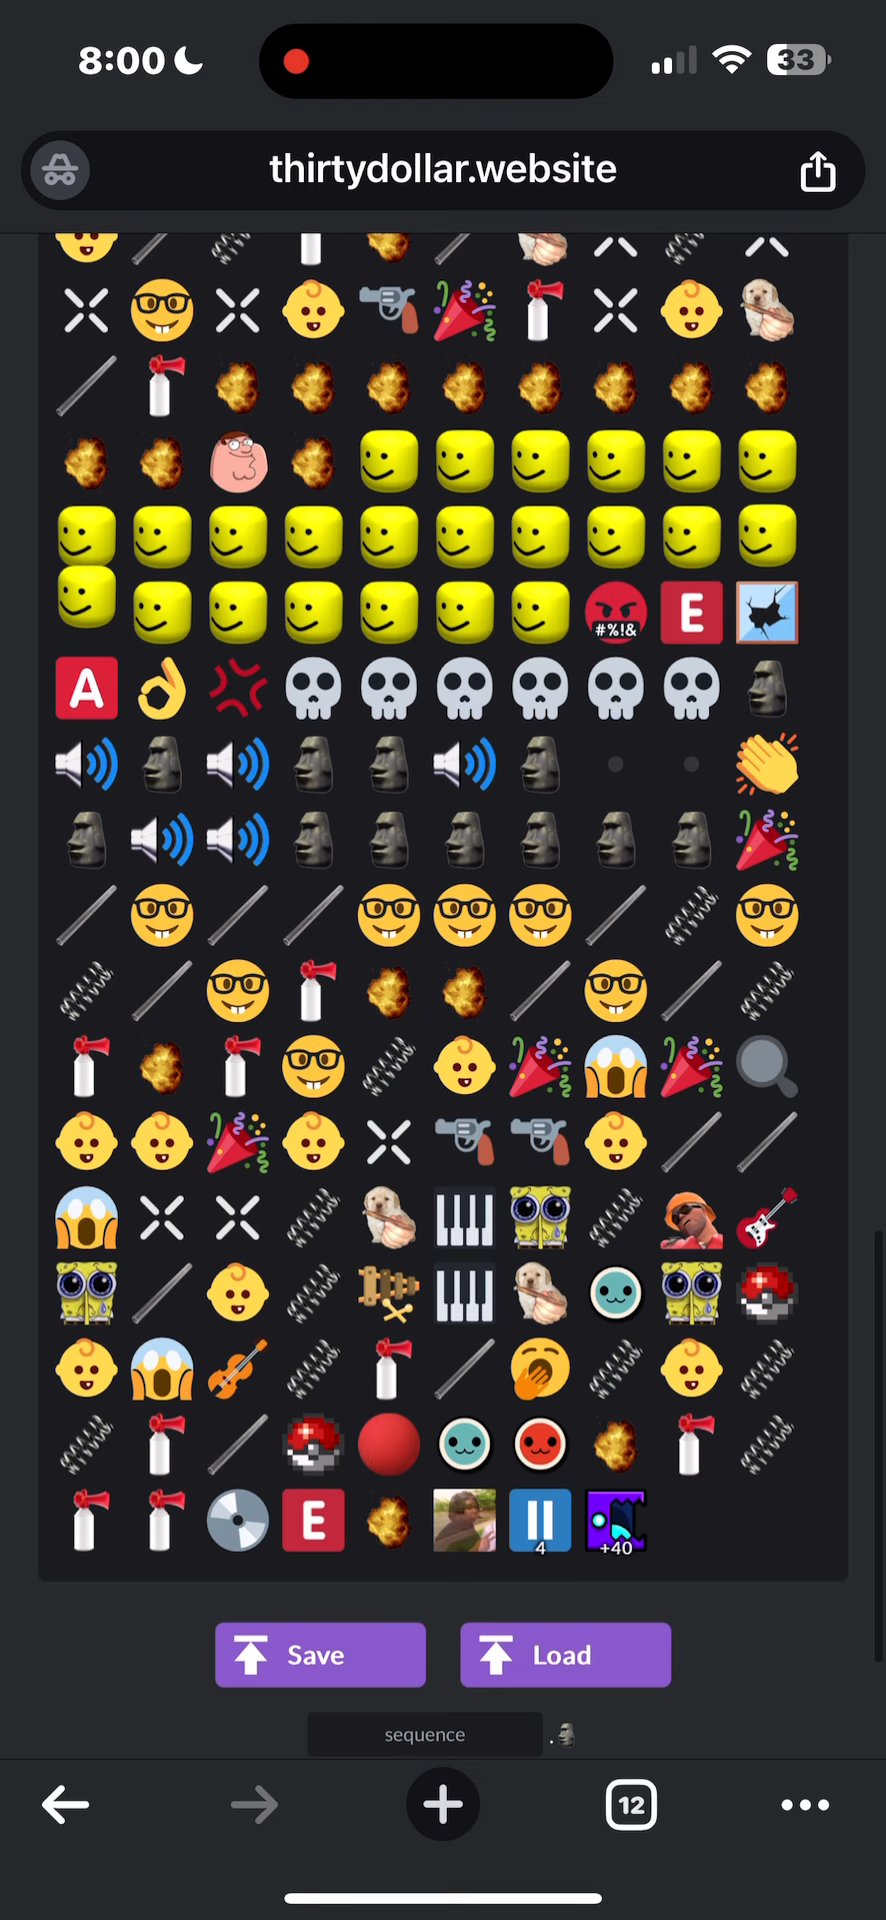 8:00
33
thirtydollar.website
#%!&
E
A
E
4
+40
Save
Load
sequence
.
12